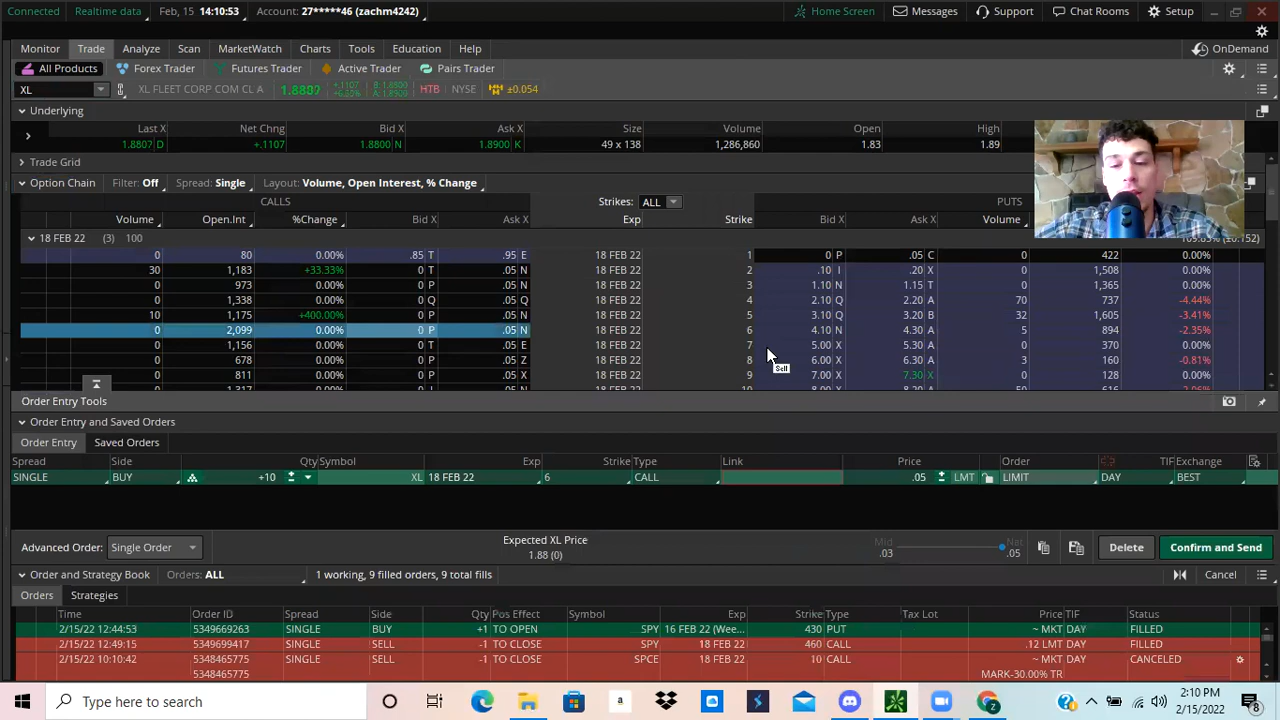 Connected Realtime data Feb, 15 14:10:53 Account: 27*****46 (zachm4242) Home Screen Messages Support Chat Rooms Setup
Monitor Trade Analyze Scan MarketWatch Charts Tools Education Help OnDemand
All Products Forex Trader Futures Trader Active Trader Pairs Trader
XL XL FLEET CORP COM CL A +.1107 HTB NYSE ±0.054
Underlying
Last X Net Chng Bid X Ask X Size Volume Open High
1.8807 D +.1107 1.8800 N 1.8900 K 49 x 138 1,286,860 1.83 1.89
Trade Grid
Option Chain Filter: Off Spread: Single Layout: Volume, Open Interest, % Change
CALLS Strikes: ALL PUTS
Volume Open.Int %Change Bid X Ask X Exp Strike Bid X Ask X Volume
18 FEB 22 (3) 100 109.83% (±0.152)
0 80 0.00% .85 T .95 E 18 FEB 22 1 0 P .05 C 0 422 0.00%
30 1,183 +33.33% 0 T .05 N 18 FEB 22 2 .10 I .20 X 0 1,508 0.00%
0 973 0.00% 0 P .05 N 18 FEB 22 3 1.10 N 1.15 T 0 1,365 0.00%
0 1,338 0.00% 0 Q .05 N 18 FEB 22 4 2.10 Q 2.20 A 70 737 -4.44%
10 1,175 +400.00% 0 P .05 N 18 FEB 22 5 3.10 Q 3.20 B 32 1,605 -3.41%
0 2,099 0.00% 0 P .05 N 18 FEB 22 6 4.10 N 4.30 A 5 894 -2.35%
0 1,156 0.00% 0 T .05 E 18 FEB 22 7 5.00 X 5.30 A 0 370 0.00%
0 678 0.00% 0 P .05 Z 18 FEB 22 8 6.00 X 6.30 A 3 160 -0.81%
0 811 0.00% 0 P .05 X 18 FEB 22 9 7.00 X 7.30 X 0 103 0.00%
Sell
Order Entry Tools
Order Entry and Saved Orders
Order Entry Saved Orders
Spread Side Qty Symbol Exp Strike Type Link Price Order TIF Exchange
SINGLE BUY +10 XL 18 FEB 22 6 CALL .05 LMT LIMIT DAY BEST
Advanced Order: Single Order Expected XL Price Mid Nat Delete Confirm and Send
1.88 (0) .03 .05
Order and Strategy Book Orders: ALL 1 working, 9 filled orders, 9 total fills Cancel
Orders Strategies
Time Order ID Spread Side Qty Pos Effect Symbol Exp Strike Type Tax Lot Price TIF Status
2/15/22 12:44:53 5349669263 SINGLE BUY +1 TO OPEN SPY 16 FEB 22 (Wee... 430 PUT ~ MKT DAY FILLED
2/15/22 12:49:15 5349699417 SINGLE SELL -1 TO CLOSE SPY 18 FEB 22 460 CALL .12 LMT DAY FILLED
2/15/22 10:10:42 5348465775 SINGLE SELL -1 TO CLOSE SPCE 18 FEB 22 10 CALL ~ MKT DAY CANCELED
5348465775 MARK-30.00% TR
Type here to search
2:10 PM
2/15/2022
8